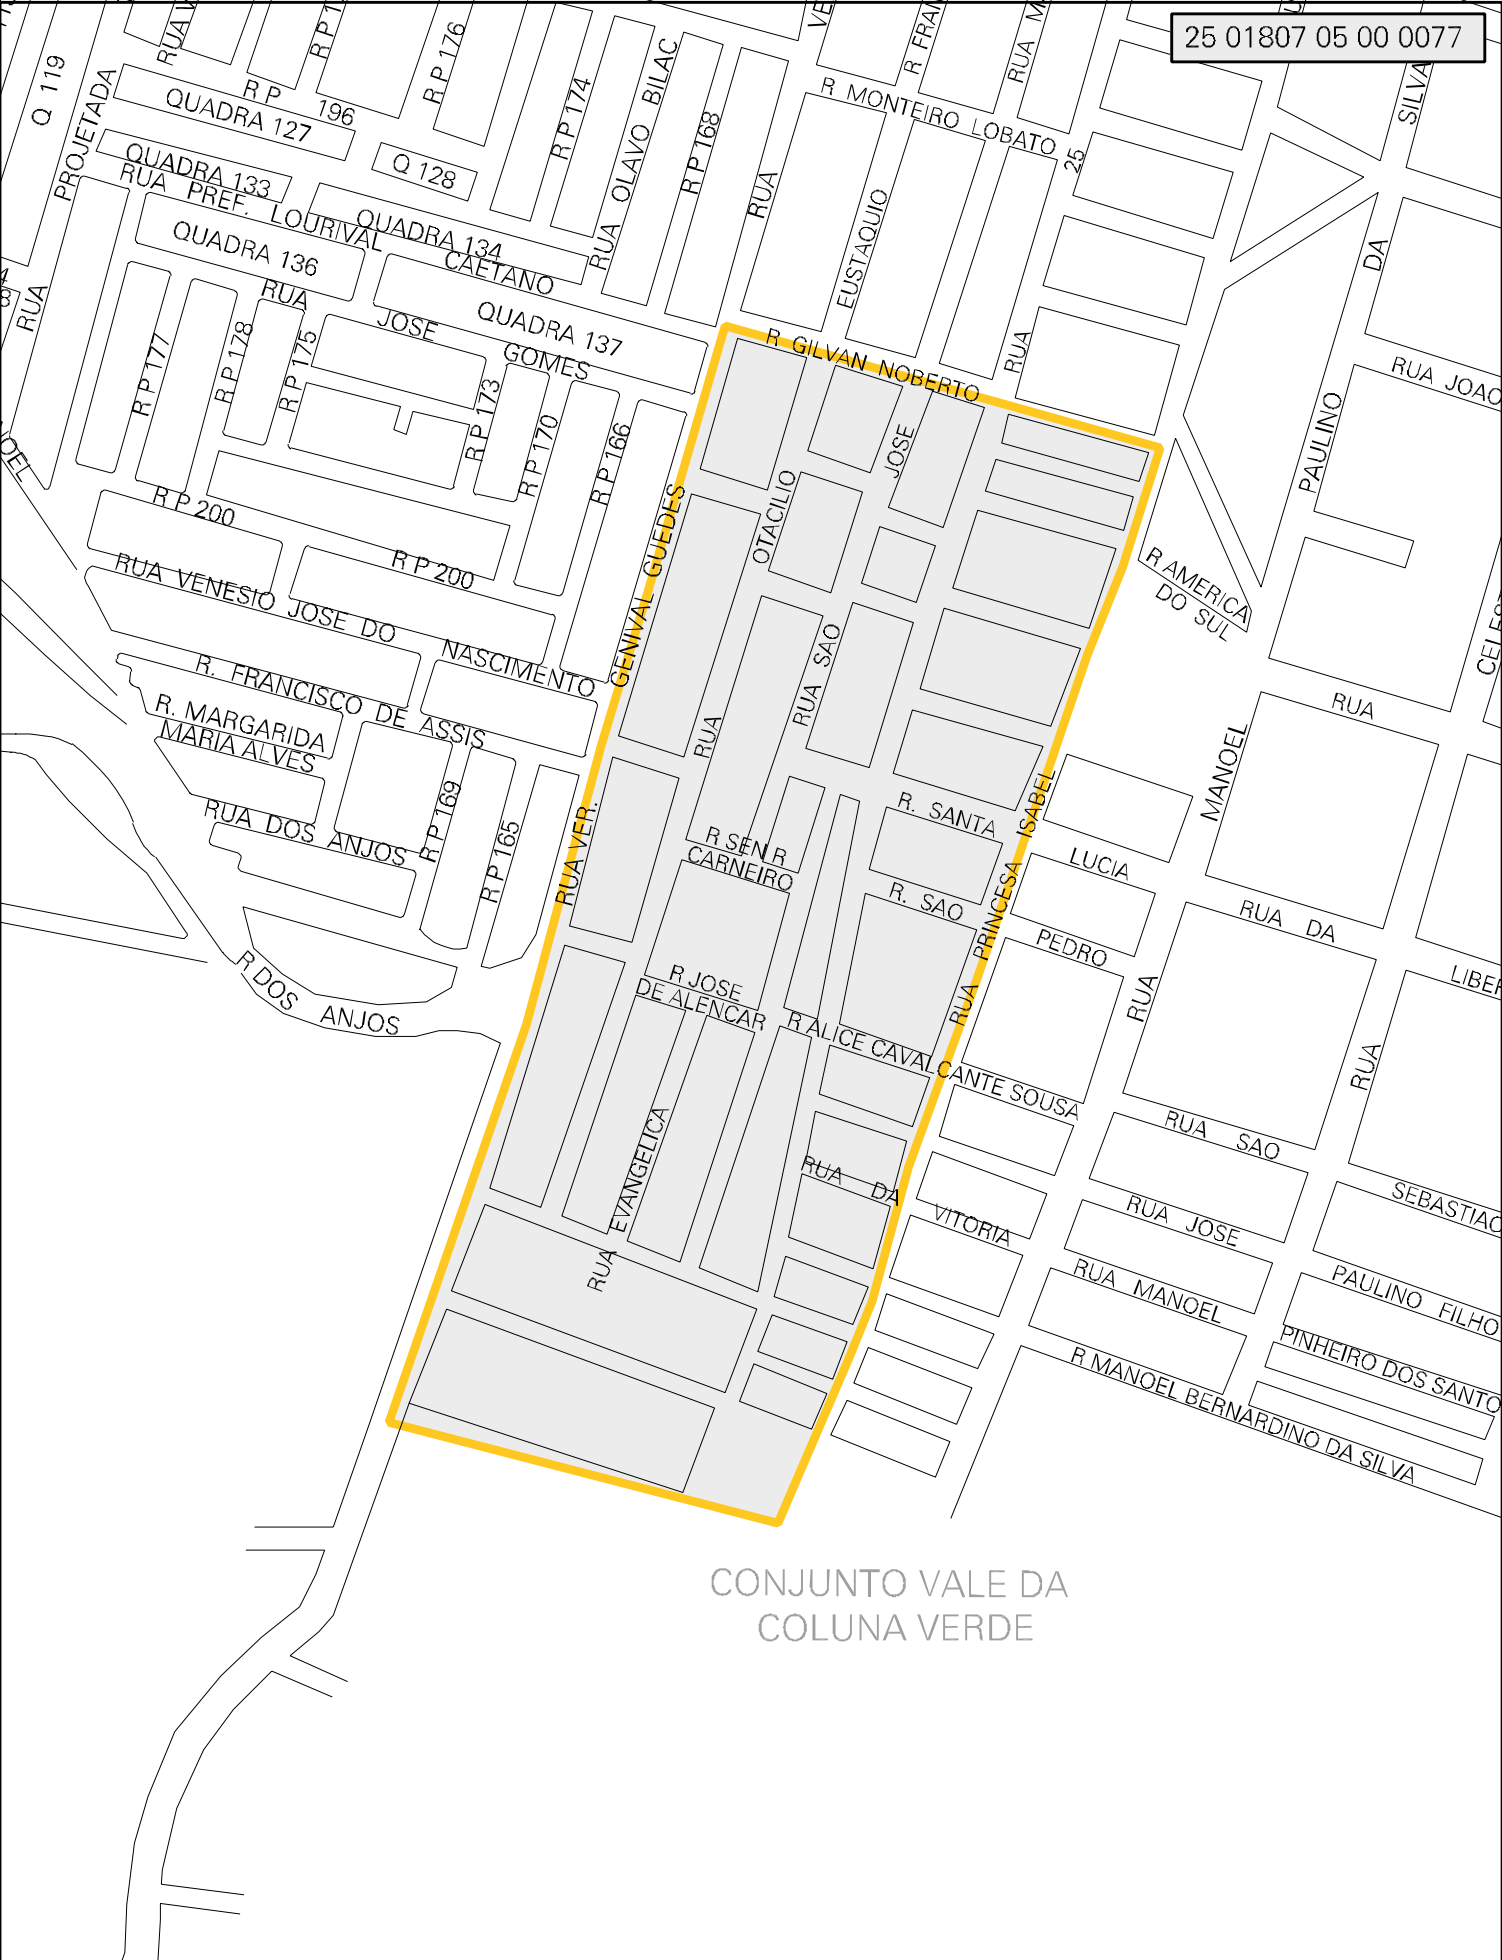 25 01807 05 00 0077
Q 119
PROJETADA
RUA
R P
196
R P 176
QUADRA 127
R P 174
RUA OLAVO BILAC
R P 168
RUA
R MONTEIRO LOBATO
25
RUA
EUSTAQUIO
SILVA
DA
PAULINO
MANOEL
RUA
QUADRA 133
Q 128
RUA PREF. LOURIVAL
CAETANO
QUADRA 134
QUADRA 136
QUADRA 137
RUA JOSE GOMES
R P 177
R P 178
R P 175
R P 173
R P 170
R P 166
R GILVAN NOBERTO
RUA JOAO
R P 200
R P 200
RUA VENESIO JOSE DO
NASCIMENTO
R. FRANCISCO DE ASSIS
R. MARGARIDA
MARIA ALVES
RUA DOS ANJOS
R P 169
R P 165
R DOS ANJOS
RUA VER.
GENIVAL GUEDES
RUA
OTACILIO
RUA SAO
JOSE
R AMERICA
DO SUL
RUA
R. SANTA
LUCIA
RUA DA
R SEN R
CARNEIRO
R. SAO
PEDRO
RUA PRINCESA ISABEL
R JOSE
DE ALENCAR
R ALICE CAVALCANTE SOUSA
RUA
RUA EVANGELICA
RUA DA
VITORIA
RUA SAO
SEBASTIAO
RUA JOSE
PAULINO FILHO
RUA MANOEL
PINHEIRO DOS SANTO
R MANOEL BERNARDINO DA SILVA
CONJUNTO VALE DA
COLUNA VERDE